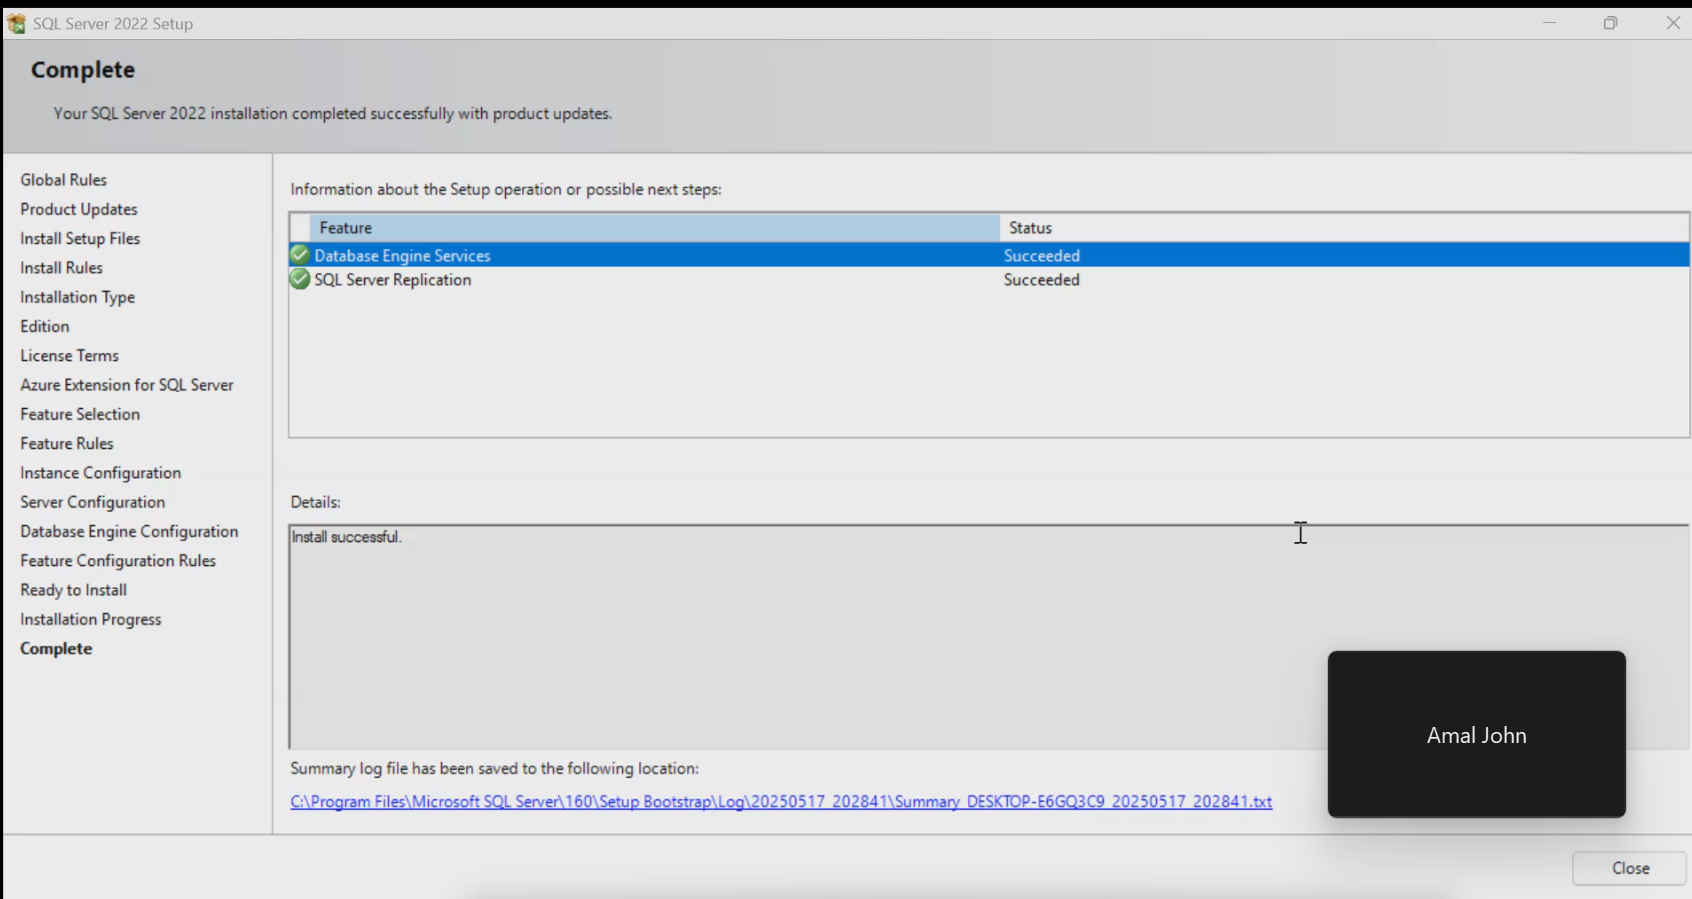 SQL Server 2022 Setup
Complete
Your SQL Server 2022 installation completed successfully with product updates.
Global Rules
Product Updates
Install Setup Files
Install Rules
Installation Type
Edition
License Terms
Azure Extension for SQL Server
Feature Selection
Feature Rules
Instance Configuration
Server Configuration
Database Engine Configuration
Feature Configuration Rules
Ready to Install
Installation Progress
Complete
Information about the Setup operation or possible next steps:
Feature Status
Database Engine Services Succeeded
SQL Server Replication Succeeded
Details:
Install successful.
Summary log file has been saved to the following location:
C:\Program Files\Microsoft SQL Server\160\Setup Bootstrap\Log\20250517_202841\Summary_DESKTOP-E6GQ3C9_20250517_202841.txt
Amal John
Close